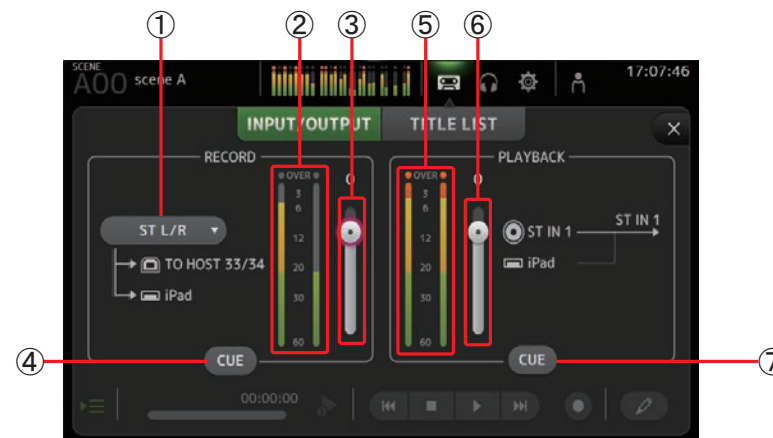 ① ② ③ ⑤ ⑥
SCENE
A00 scene A 17:07:46
INPUT/OUTPUT TITLE LIST
RECORD PLAYBACK
OVER 0 OVER 0
3 3
6 6
ST L/R ▼ 12 12 ST IN 1 ST IN 1
TO HOST 33/34 20 20 iPad
iPad 30 30
60 60
④ CUE CUE ⑦
00:00:00